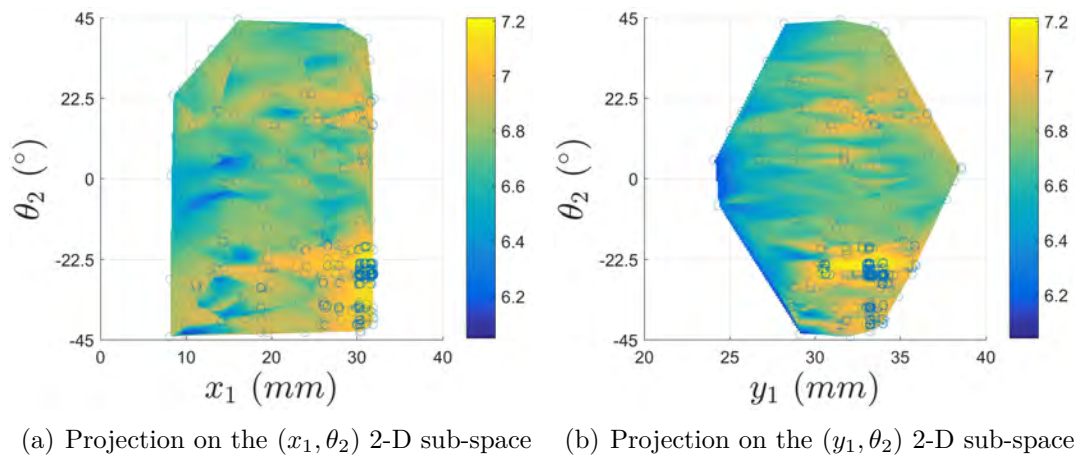 45
22.5
0
-22.5
-45
θ₂ (°)
0 10 20 30 40
x₁ (mm)
7.2
7
6.8
6.6
6.4
6.2
45
22.5
0
-22.5
-45
θ₂ (°)
20 25 30 35 40
y₁ (mm)
7.2
7
6.8
6.6
6.4
6.2
(a) Projection on the (x₁, θ₂) 2-D sub-space
(b) Projection on the (y₁, θ₂) 2-D sub-space